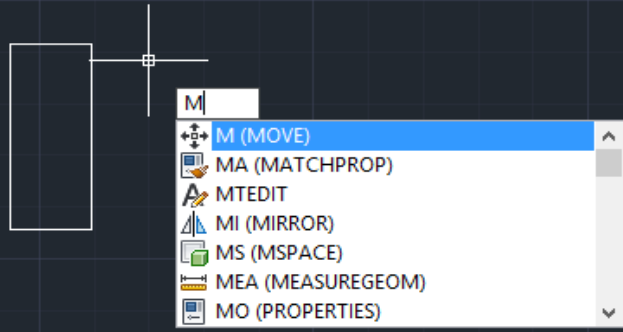 M
M (MOVE)
MA (MATCHPROP)
MTEDIT
MI (MIRROR)
MS (MSPACE)
MEA (MEASUREGEOM)
MO (PROPERTIES)